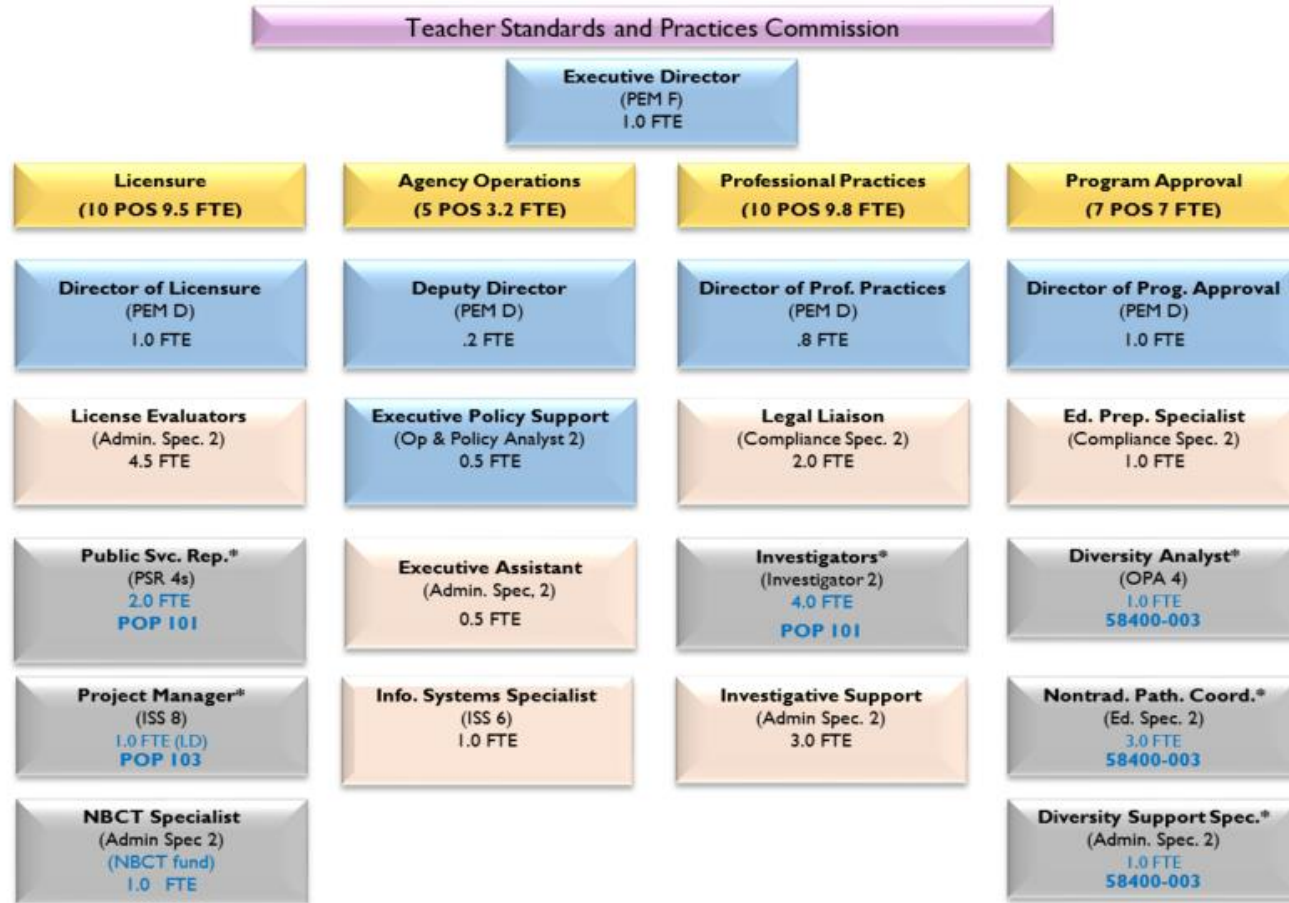 Teacher Standards and Practices Commission
Executive Director
(PEM F)
1.0 FTE
Licensure
(10 POS 9.5 FTE)
Agency Operations
(5 POS 3.2 FTE)
Professional Practices
(10 POS 9.8 FTE)
Program Approval
(7 POS 7 FTE)
Director of Licensure
(PEM D)
1.0 FTE
Deputy Director
(PEM D)
.2 FTE
Director of Prof. Practices
(PEM D)
.8 FTE
Director of Prog. Approval
(PEM D)
1.0 FTE
License Evaluators
(Admin. Spec. 2)
4.5 FTE
Executive Policy Support
(Op & Policy Analyst 2)
0.5 FTE
Legal Liaison
(Compliance Spec. 2)
2.0 FTE
Ed. Prep. Specialist
(Compliance Spec. 2)
1.0 FTE
Public Svc. Rep.*
(PSR 4s)
2.0 FTE
POP 101
Executive Assistant
(Admin. Spec, 2)
0.5 FTE
Investigators*
(Investigator 2)
4.0 FTE
POP 101
Diversity Analyst*
(OPA 4)
1.0 FTE
58400-003
Project Manager*
(ISS 8)
1.0 FTE (LD)
POP 103
Info. Systems Specialist
(ISS 6)
1.0 FTE
Investigative Support
(Admin Spec. 2)
3.0 FTE
Nontrad. Path. Coord.*
(Ed. Spec. 2)
3.0 FTE
58400-003
NBCT Specialist
(Admin Spec 2)
(NBCT fund)
1.0 FTE
Diversity Support Spec.*
(Admin. Spec. 2)
1.0 FTE
58400-003